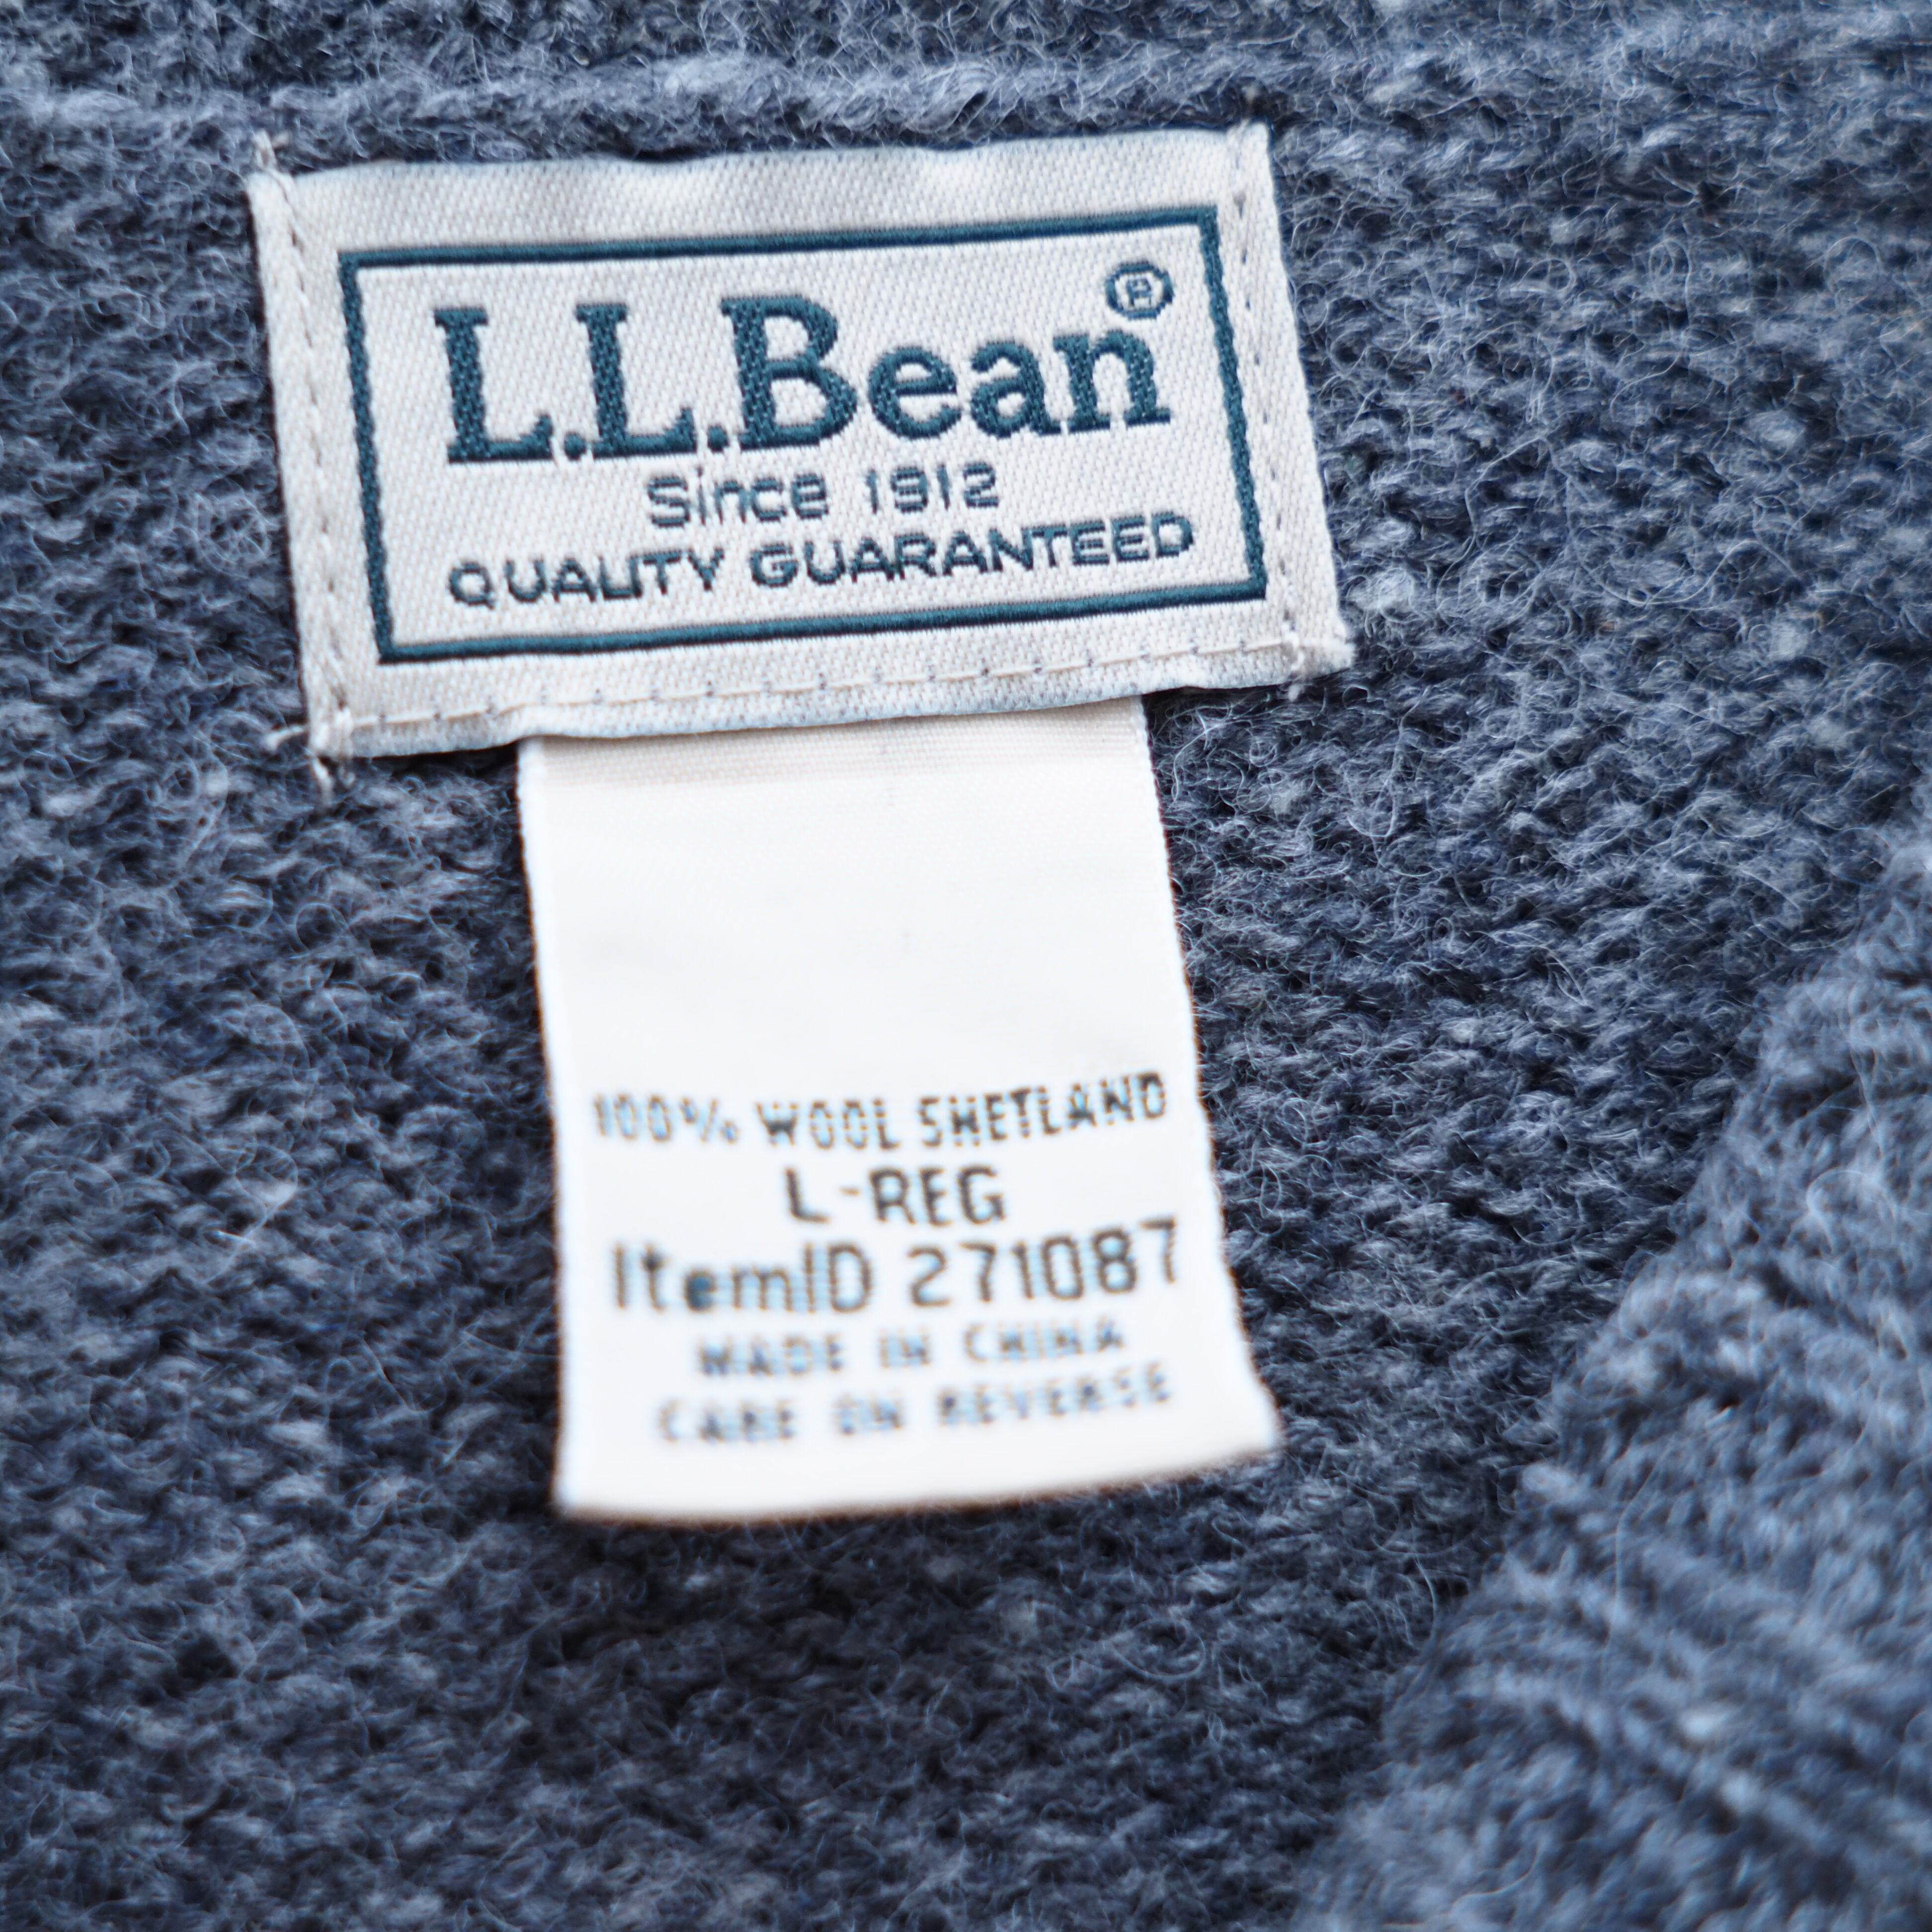 L.L.Bean®
Since 1912
QUALITY GUARANTEED
100% WOOL SHETLAND
L-REG
ItemID 271087
MADE IN CHINA
CARE ON REVERSE